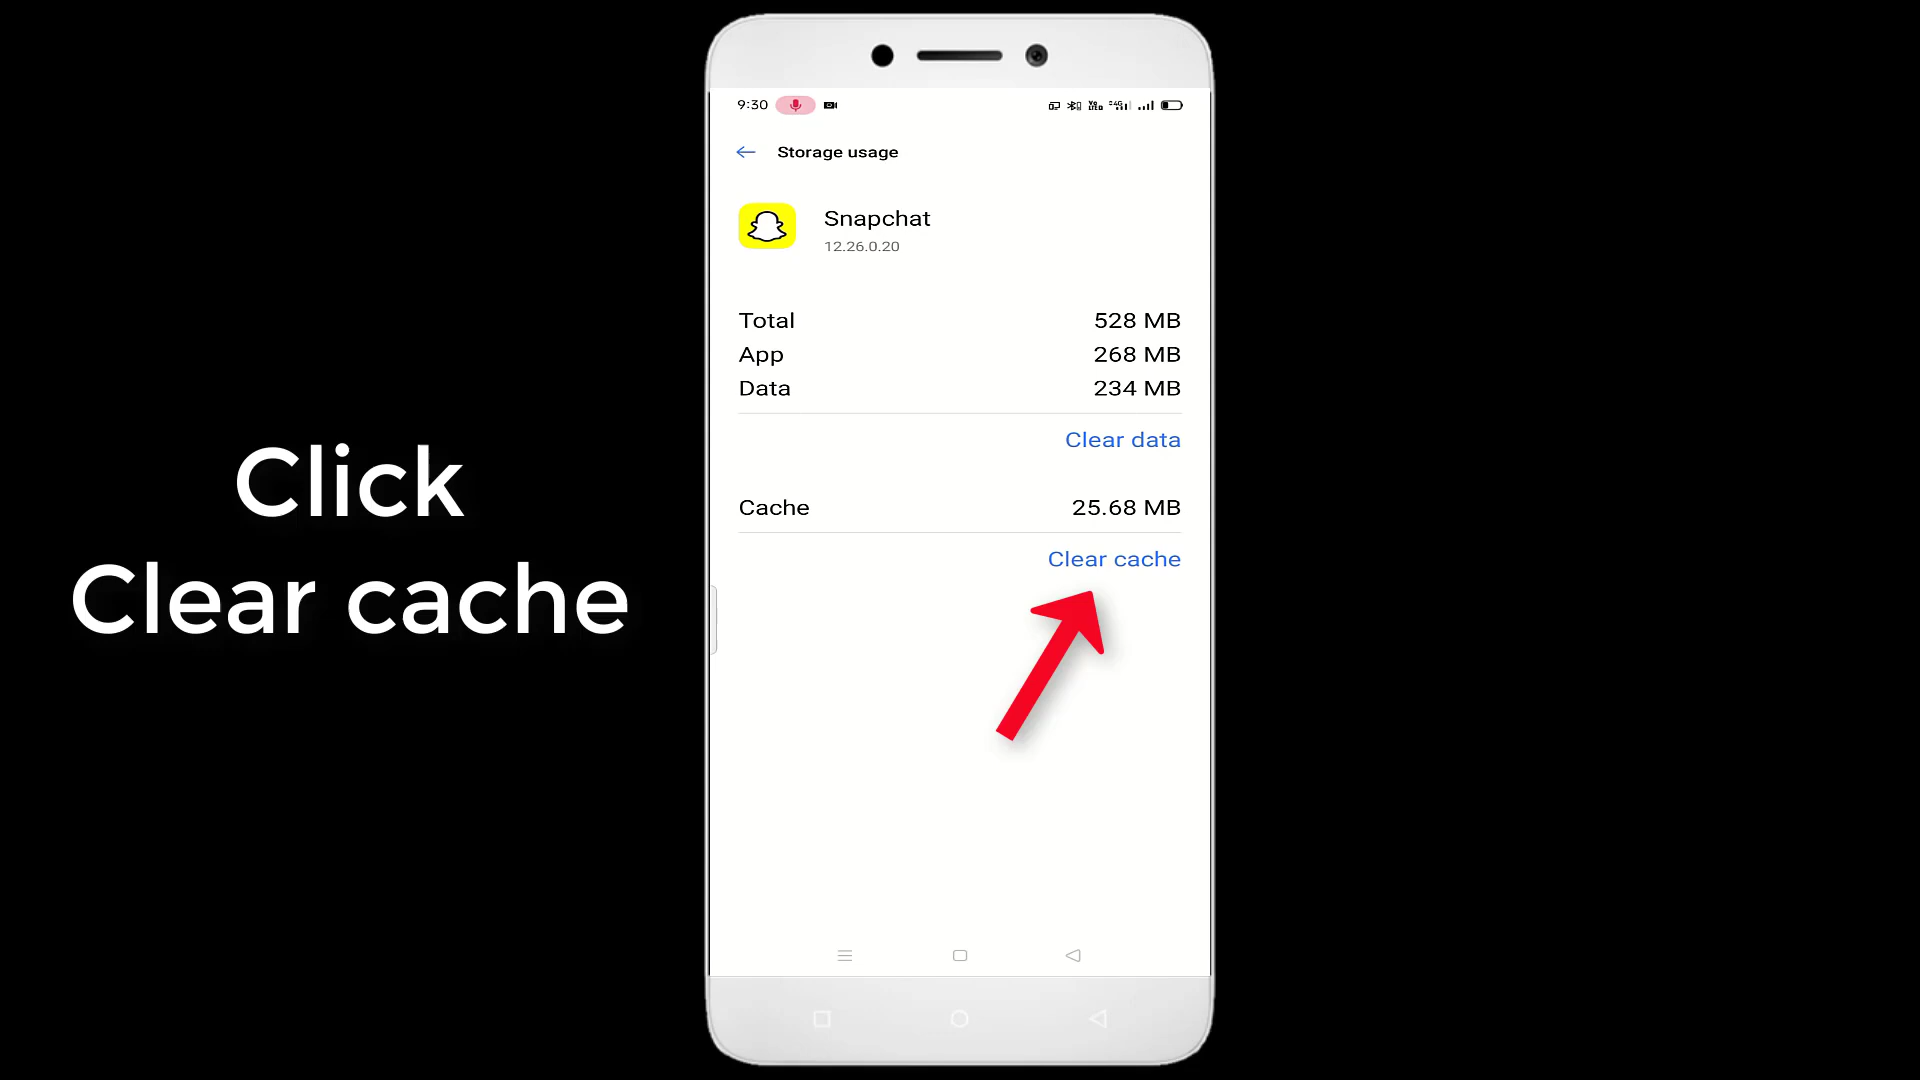 Click
Clear cache
9:30
Storage usage
Snapchat
12.26.0.20
Total 528 MB
App 268 MB
Data 234 MB
Clear data
Cache 25.68 MB
Clear cache